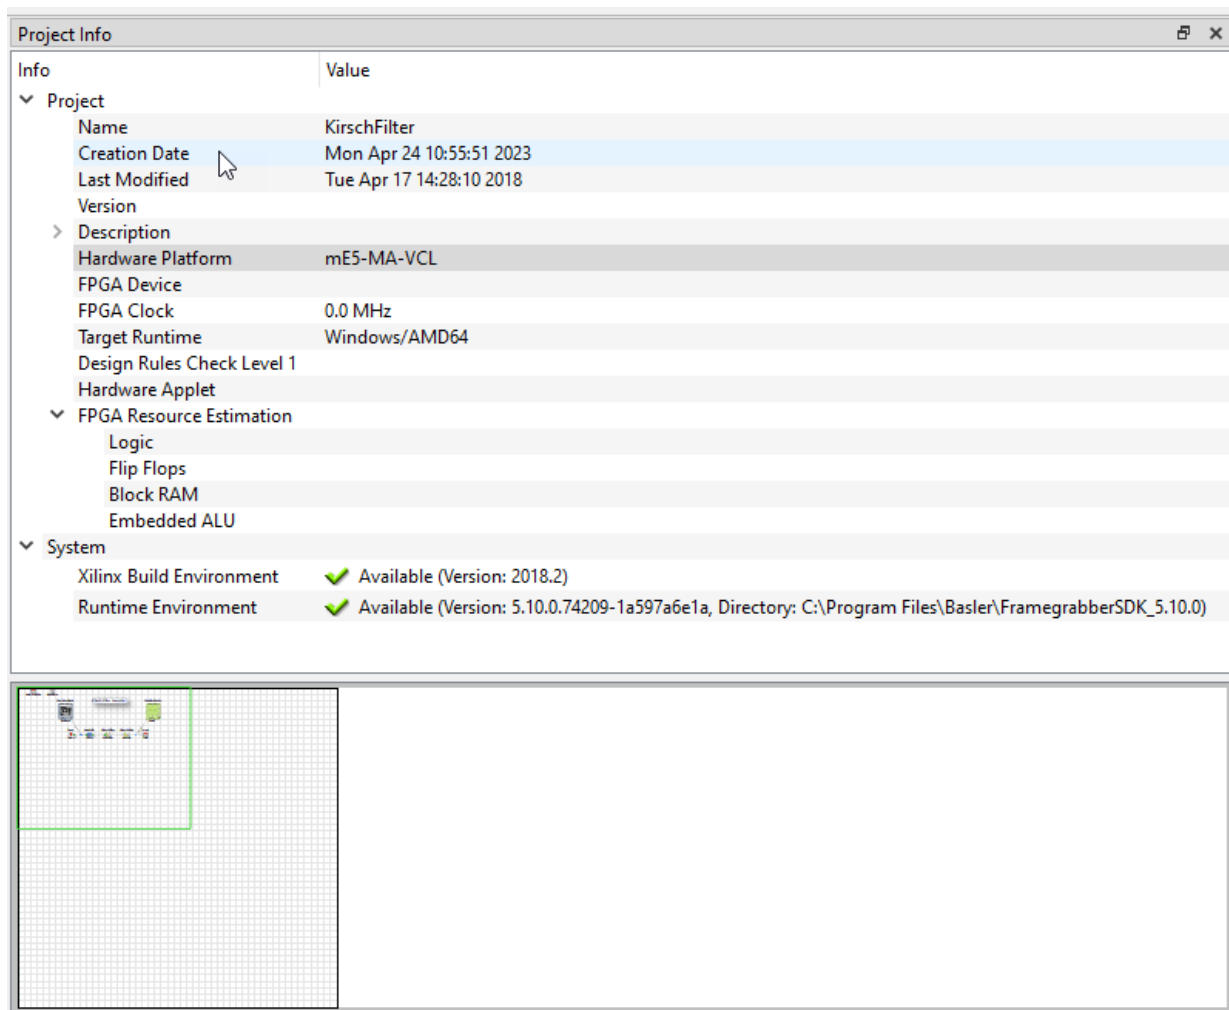 Project Info
Info Value
Project
Name KirschFilter
Creation Date Mon Apr 24 10:55:51 2023
Last Modified Tue Apr 17 14:28:10 2018
Version
Description
Hardware Platform mE5-MA-VCL
FPGA Device
FPGA Clock 0.0 MHz
Target Runtime Windows/AMD64
Design Rules Check Level 1
Hardware Applet
FPGA Resource Estimation
Logic
Flip Flops
Block RAM
Embedded ALU
System
Xilinx Build Environment Available (Version: 2018.2)
Runtime Environment Available (Version: 5.10.0.74209-1a597a6e1a, Directory: C:\Program Files\Basler\FramegrabberSDK_5.10.0)